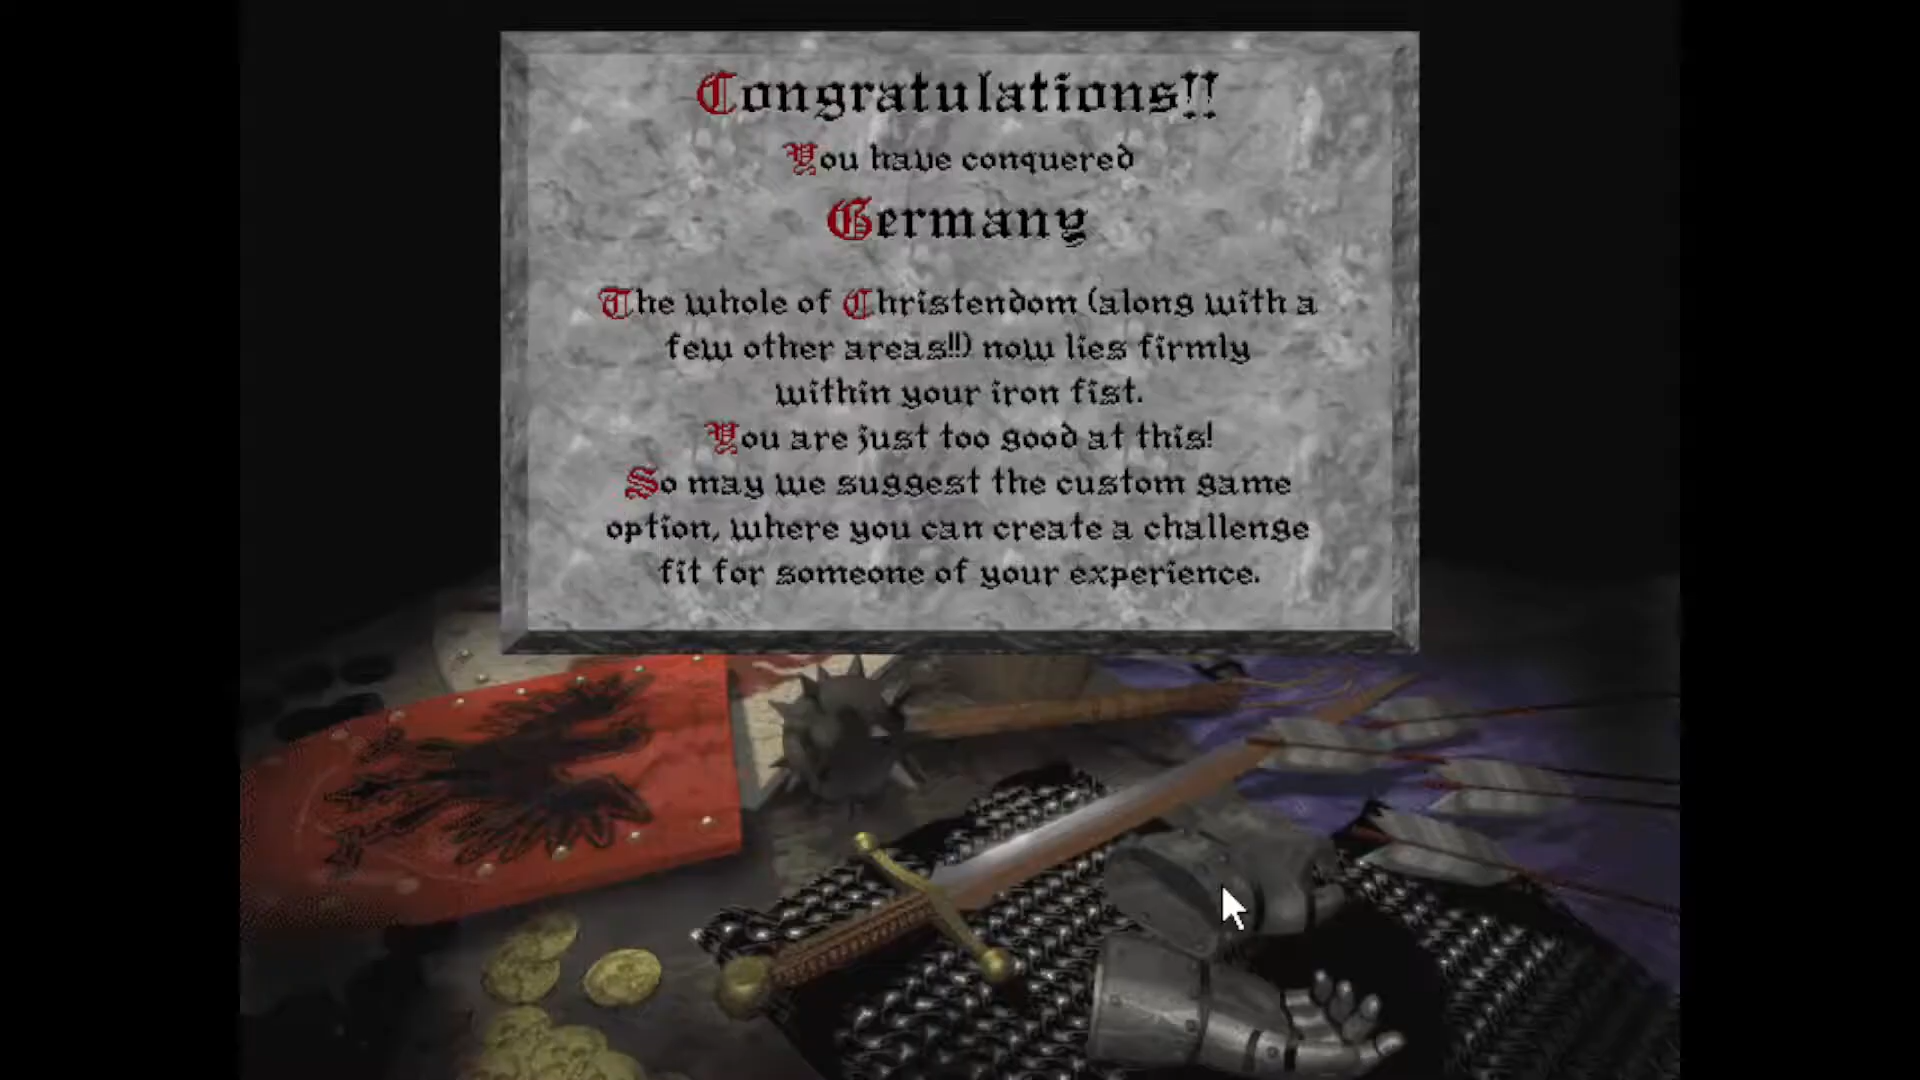 Congratulations!!
You have conquered
Germany
The whole of Christendom (along with a
few other areas!!) now lies firmly
within your iron fist.
You are just too good at this!
So may we suggest the custom game
option, where you can create a challenge
fit for someone of your experience.